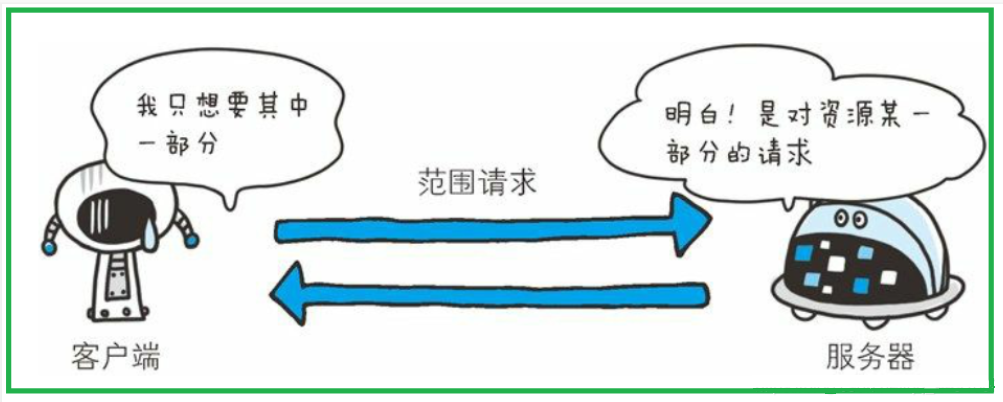 我只想要其中
一部分
明白！是对资源某一
部分的请求
范围请求
客户端
服务器